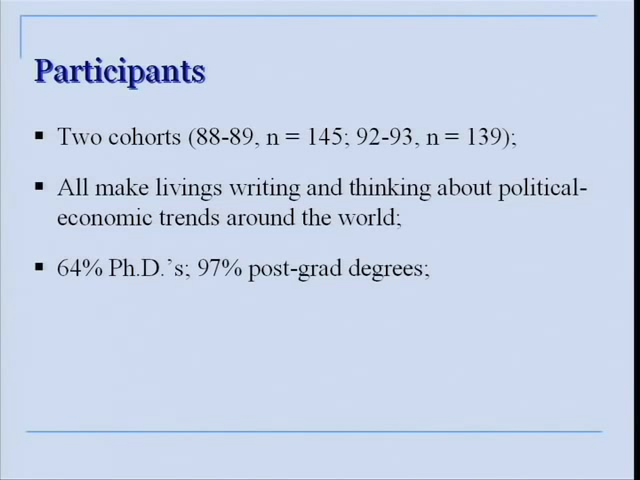 Participants
▪ Two cohorts (88-89, n = 145; 92-93, n = 139);
▪ All make livings writing and thinking about political-
economic trends around the world;
▪ 64% Ph.D.'s; 97% post-grad degrees;